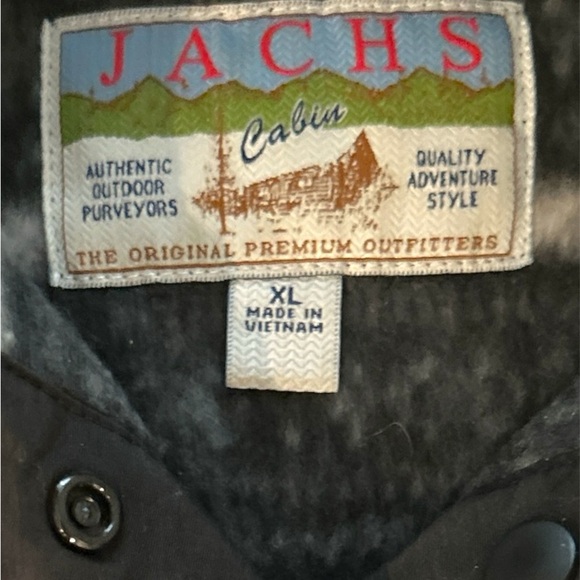 JACHS
Cabin
AUTHENTIC
OUTDOOR
PURVEYORS
QUALITY
ADVENTURE
STYLE
THE ORIGINAL PREMIUM OUTFITTERS
XL
MADE IN
VIETNAM